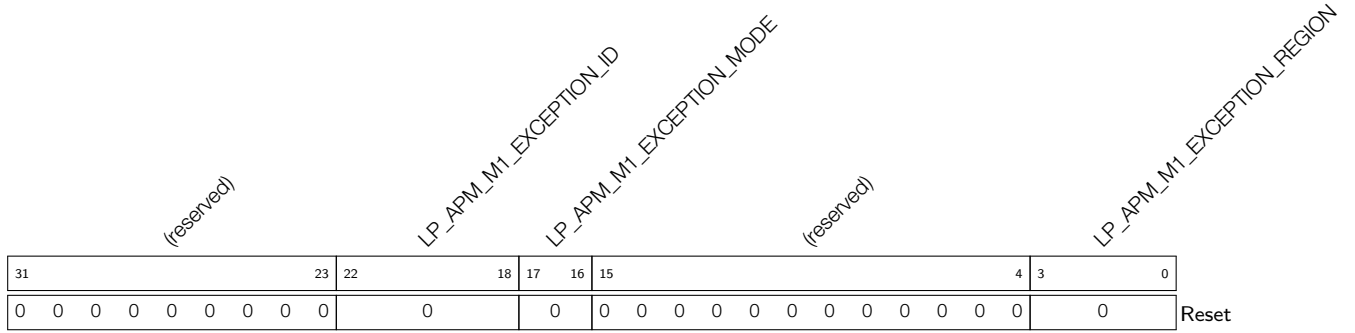 (reserved)
LP_APM_M1_EXCEPTION_ID
LP_APM_M1_EXCEPTION_MODE
(reserved)
LP_APM_M1_EXCEPTION_REGION
31 23 22 18 17 16 15 4 3 0
0 0 0 0 0 0 0 0 0 0 0 0 0 0 0 0 0 0 0 0 0 0 0 0 Reset